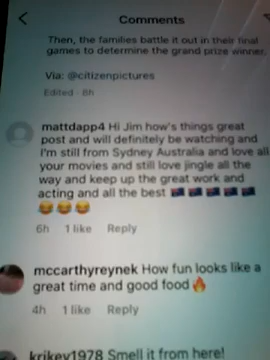 Comments
Then, the families battle it out in their final
games to determine the grand prize winner.
Via: @citizenpictures
Edited · 8h
mattdapp4 Hi Jim how's things great
post and will definitely be watching and
I'm still from Sydney Australia and love all
your movies and still love jingle all the
way and keep up the great work and
acting and all the best 🇦🇺🇦🇺🇦🇺🇦🇺🇦🇺
😂😂😂
6h 1 like Reply
mccarthyreynek How fun looks like a
great time and good food🔥
4h 1 like Reply
krikey1978 Smell it from here!